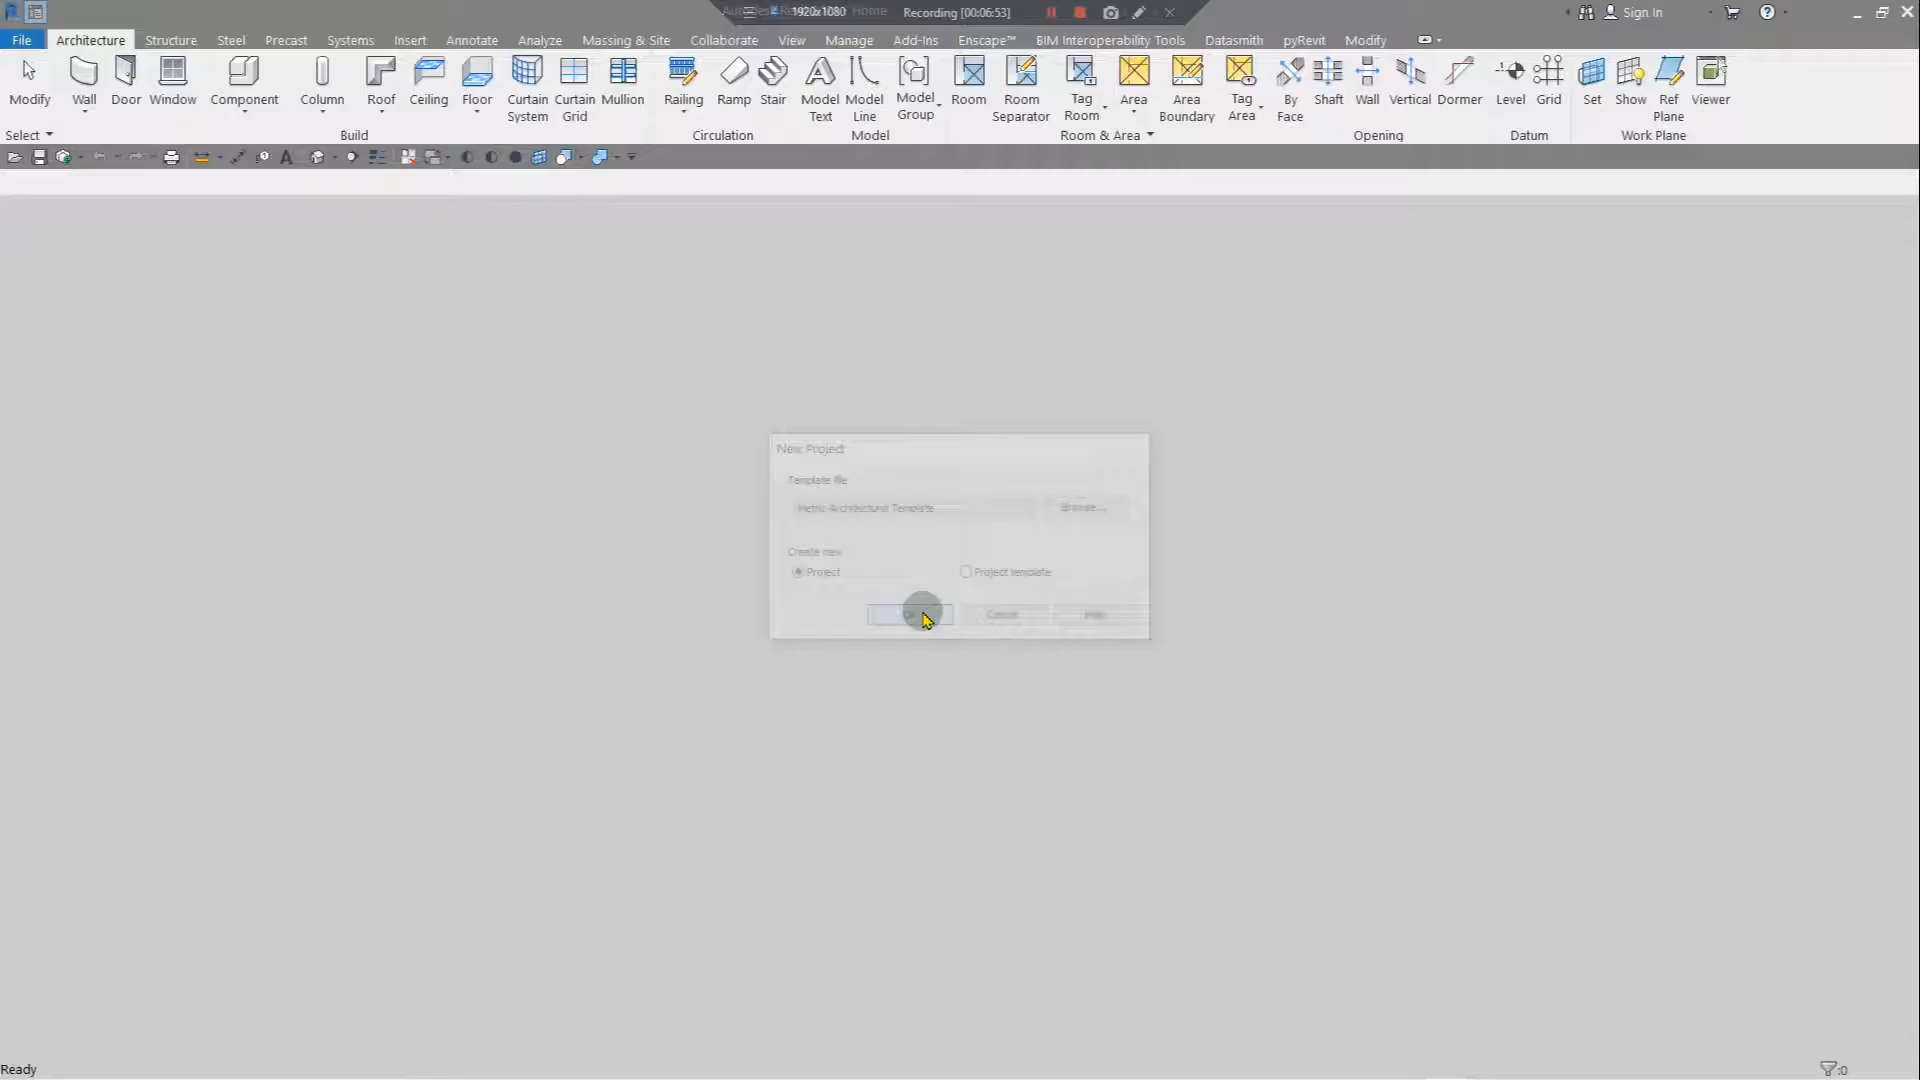 Autodesk Home
1920x1080
Recording [00:06:53]
Sign In
File Architecture Structure Steel Precast Systems Insert Annotate Analyze Massing & Site Collaborate View Manage Add-Ins Enscape™ BIM Interoperability Tools Datasmith pyRevit Modify
Modify Wall Door Window Component Column Roof Ceiling Floor Curtain System Curtain Grid Mullion Railing Ramp Stair Model Text Model Line Model Group Room Room Separator Tag Room Area Area Boundary Tag Area By Face Shaft Wall Vertical Dormer Level Grid Set Show Ref Plane Viewer
Select Build Circulation Model Room & Area Opening Datum Work Plane
New Project
Template file
Metric-Architectural Template Browse...
Create new
Project Project template
Cancel Help
Ready
:0